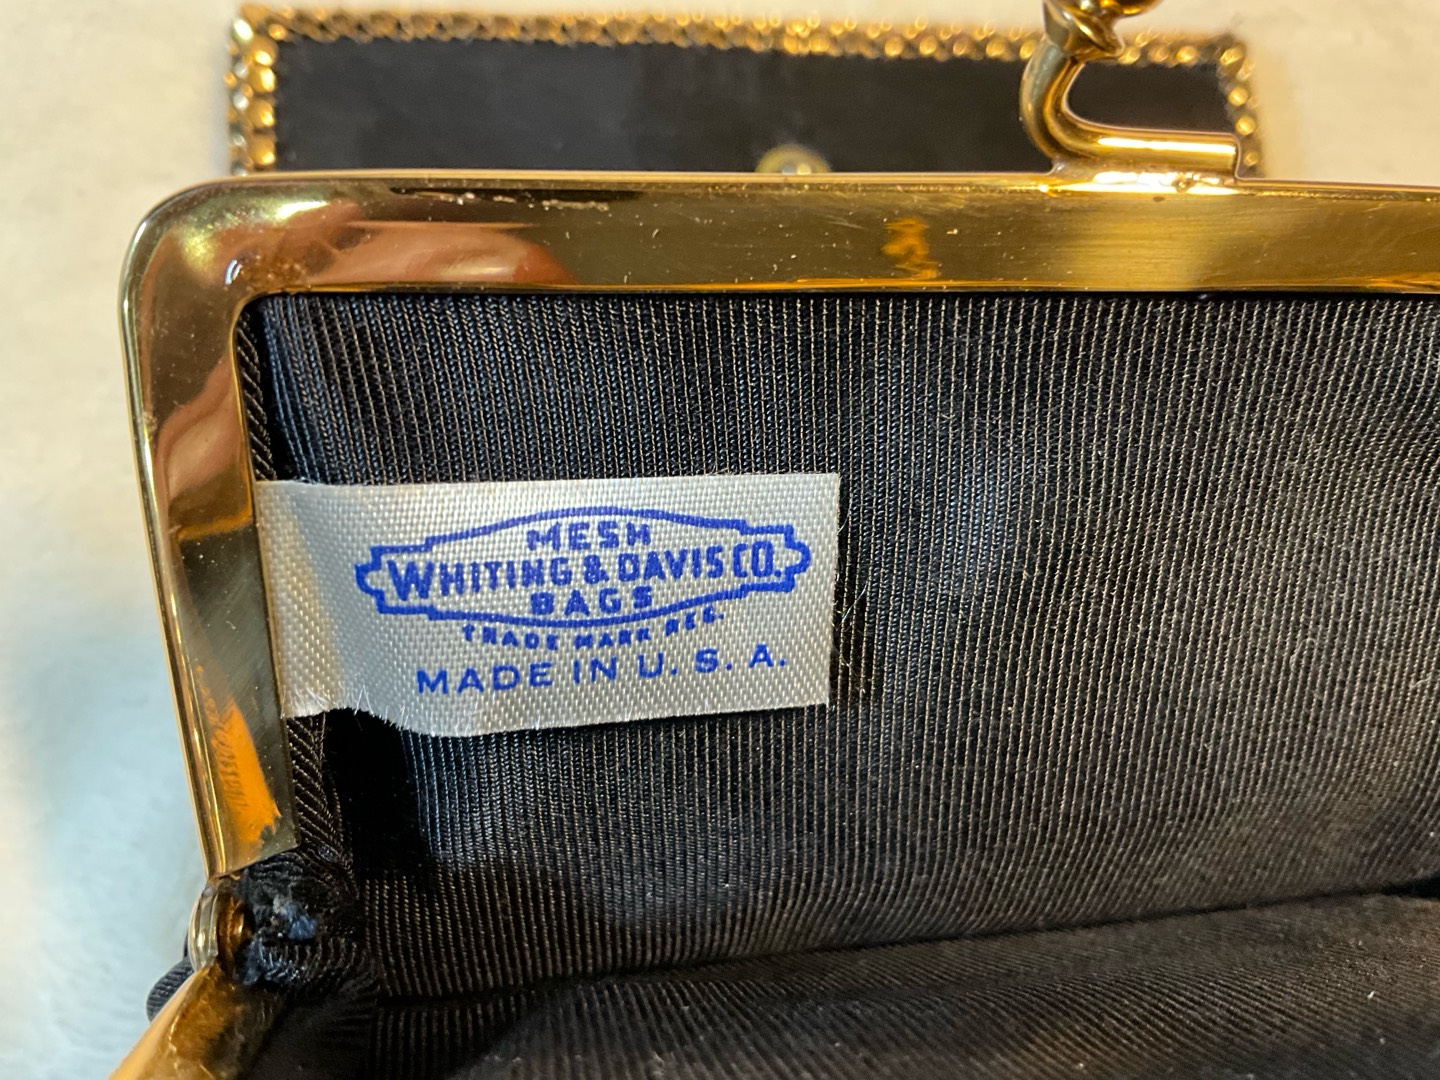 MESH
WHITING & DAVIS CO.
BAGS
TRADE MARK REG.
MADE IN U. S. A.